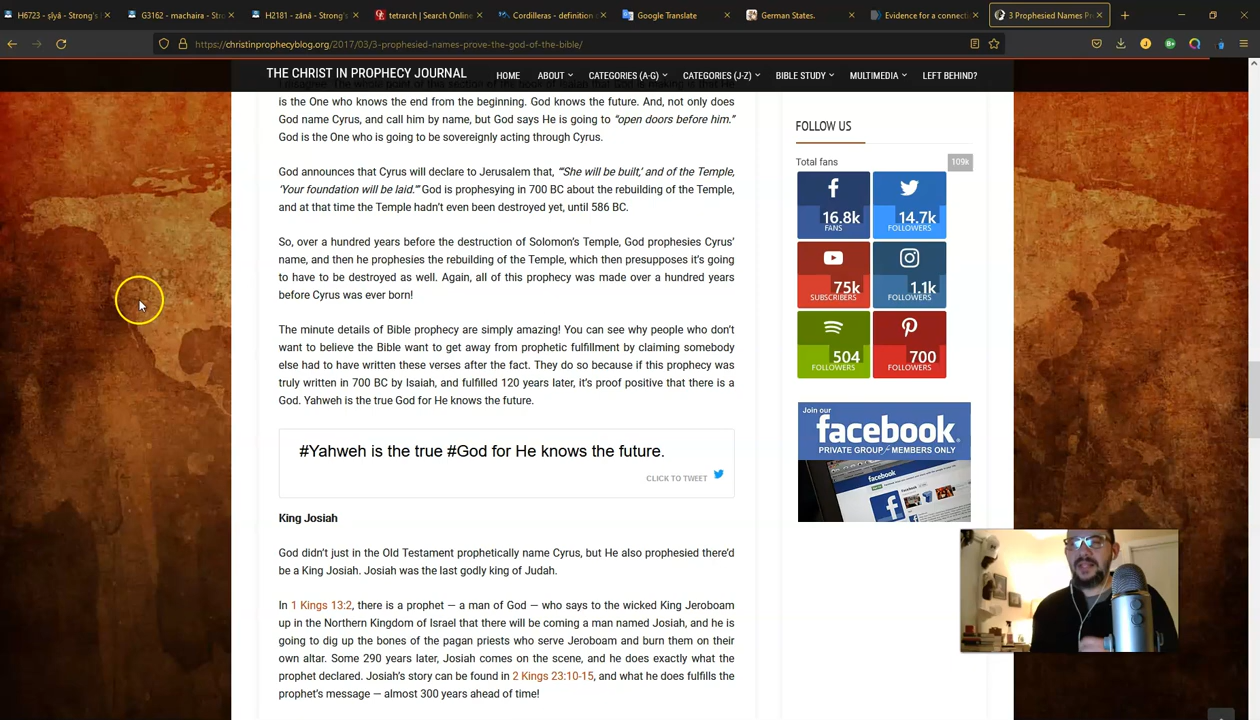 H6723 - ṣîyâ - Strong's
G3162 - machaira - Stro
H2181 - zānâ - Strong's
tetrarch | Search Online
Cordilleras - definition
Google Translate
German States.
Evidence for a connecti
3 Prophesied Names P
https://christinprophecyblog.org/2017/03/3-prophesied-names-prove-the-god-of-the-bible/
THE CHRIST IN PROPHECY JOURNAL
HOME
ABOUT
CATEGORIES (A-G)
CATEGORIES (J-Z)
BIBLE STUDY
MULTIMEDIA
LEFT BEHIND?
is the One who knows the end from the beginning. God knows the future. And, not only does
God name Cyrus, and call him by name, but God says He is going to “open doors before him.”
God is the One who is going to be sovereignly acting through Cyrus.
God announces that Cyrus will declare to Jerusalem that, “‘She will be built,’ and of the Temple,
‘Your foundation will be laid.’” God is prophesying in 700 BC about the rebuilding of the Temple,
and at that time the Temple hadn’t even been destroyed yet, until 586 BC.
So, over a hundred years before the destruction of Solomon’s Temple, God prophesies Cyrus’
name, and then he prophesies the rebuilding of the Temple, which then presupposes it’s going
to have to be destroyed as well. Again, all of this prophecy was made over a hundred years
before Cyrus was ever born!
The minute details of Bible prophecy are simply amazing! You can see why people who don’t
want to believe the Bible want to get away from prophetic fulfillment by claiming somebody
else had to have written these verses after the fact. They do so because if this prophecy was
truly written in 700 BC by Isaiah, and fulfilled 120 years later, it’s proof positive that there is a
God. Yahweh is the true God for He knows the future.
#Yahweh is the true #God for He knows the future.
CLICK TO TWEET
King Josiah
God didn’t just in the Old Testament prophetically name Cyrus, but He also prophesied there’d
be a King Josiah. Josiah was the last godly king of Judah.
In 1 Kings 13:2, there is a prophet — a man of God — who says to the wicked King Jeroboam
up in the Northern Kingdom of Israel that there will be coming a man named Josiah, and he is
going to dig up the bones of the pagan priests who serve Jeroboam and burn them on their
own altar. Some 290 years later, Josiah comes on the scene, and he does exactly what the
prophet declared. Josiah’s story can be found in 2 Kings 23:10-15, and what he does fulfills the
prophet’s message — almost 300 years ahead of time!
FOLLOW US
Total fans
109k
16.8k
FANS
14.7k
FOLLOWERS
75k
SUBSCRIBERS
1.1k
FOLLOWERS
504
FOLLOWERS
700
FOLLOWERS
Join our
facebook
PRIVATE GROUP - MEMBERS ONLY
facebook